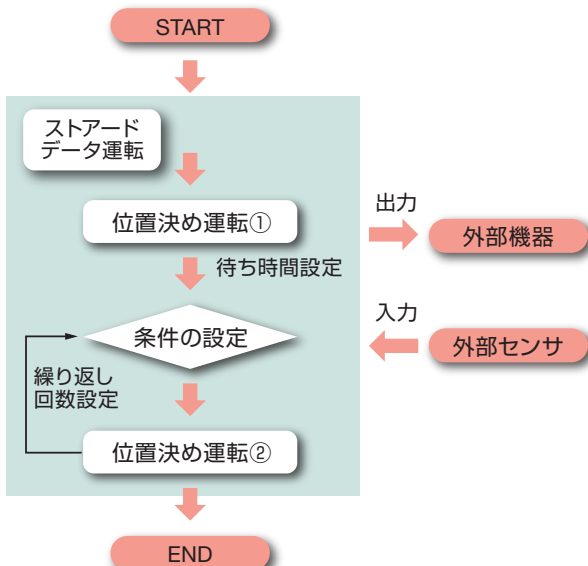 START
ストアード
データ運転
位置決め運転①
出力
外部機器
待ち時間設定
入力
条件の設定
外部センサ
繰り返し
回数設定
位置決め運転②
END